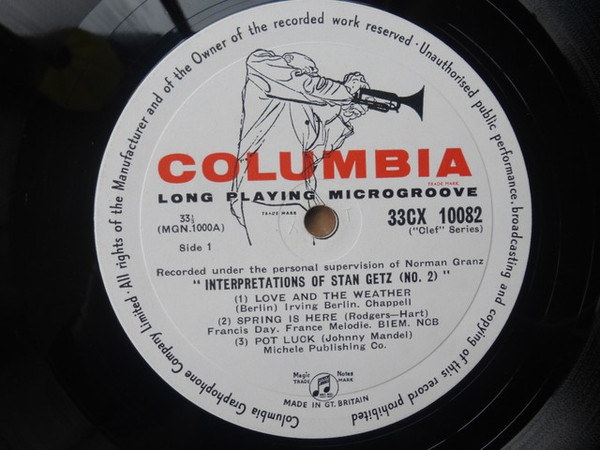 Columbia Graphophone Company Limited · All rights of the Manufacturer and of the Owner of the recorded work reserved · Unauthorised public performance, broadcasting and copying of this record prohibited
COLUMBIA
TRADE MARK
LONG PLAYING MICROGROOVE
TRADE MARK
33⅓
(MGN.1000A)
33CX 10082
("Clef" Series)
Side 1
Recorded under the personal supervision of Norman Granz
" INTERPRETATIONS OF STAN GETZ (NO. 2) "
(1) LOVE AND THE WEATHER
(Berlin) Irving Berlin. Chappell
(2) SPRING IS HERE (Rodgers—Hart)
Francis Day. France Melodie. BIEM. NCB
(3) POT LUCK (Johnny Mandel)
Michele Publishing Co.
Magic Notes
TRADE MARK
MADE IN GT. BRITAIN